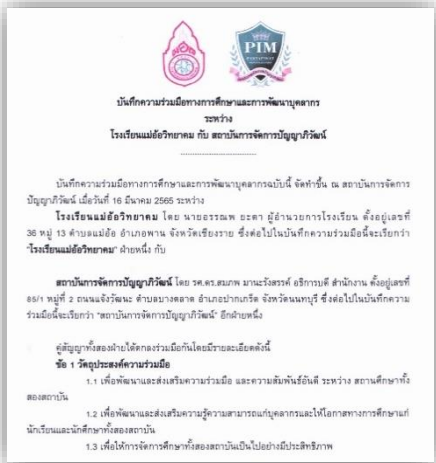 PIM
บันทึกความร่วมมือทางการศึกษาและการพัฒนาบุคลากร
ระหว่าง
โรงเรียนแม่อ้อวิทยาคม กับ สถาบันการจัดการปัญญาภิวัฒน์
บันทึกความร่วมมือทางการศึกษาและการพัฒนาบุคลากรฉบับนี้ จัดทำขึ้น ณ สถาบันการจัดการ
ปัญญาภิวัฒน์ เมื่อวันที่ 16 มีนาคม 2565 ระหว่าง
โรงเรียนแม่อ้อวิทยาคม โดย นายอรรณพ ยะตา ผู้อำนวยการโรงเรียน ตั้งอยู่เลขที่
36 หมู่ 13 ตำบลแม่อ้อ อำเภอพาน จังหวัดเชียงราย ซึ่งต่อไปในบันทึกความร่วมมือนี้จะเรียกว่า
"โรงเรียนแม่อ้อวิทยาคม" ฝ่ายหนึ่ง กับ
สถาบันการจัดการปัญญาภิวัฒน์ โดย รศ.ดร.สมภพ มานะรังสรรค์ อธิการบดี สำนักงาน ตั้งอยู่เลขที่
85/1 หมู่ที่ 2 ถนนแจ้งวัฒนะ ตำบลบางตลาด อำเภอปากเกร็ด จังหวัดนนทบุรี ซึ่งต่อไปในบันทึกความ
ร่วมมือนี้จะเรียกว่า "สถาบันการจัดการปัญญาภิวัฒน์" อีกฝ่ายหนึ่ง
คู่สัญญาทั้งสองฝ่ายได้ตกลงร่วมมือกันโดยมีรายละเอียดดังนี้
ข้อ 1 วัตถุประสงค์ความร่วมมือ
1.1 เพื่อพัฒนาและส่งเสริมความร่วมมือ และความสัมพันธ์อันดี ระหว่าง สถานศึกษาทั้ง
สองสถาบัน
1.2 เพื่อพัฒนาและส่งเสริมความรู้ความสามารถแก่บุคลากรและให้โอกาสทางการศึกษาแก่
นักเรียนและนักศึกษาทั้งสองสถาบัน
1.3 เพื่อให้การจัดการศึกษาทั้งสองสถาบันเป็นไปอย่างมีประสิทธิภาพ